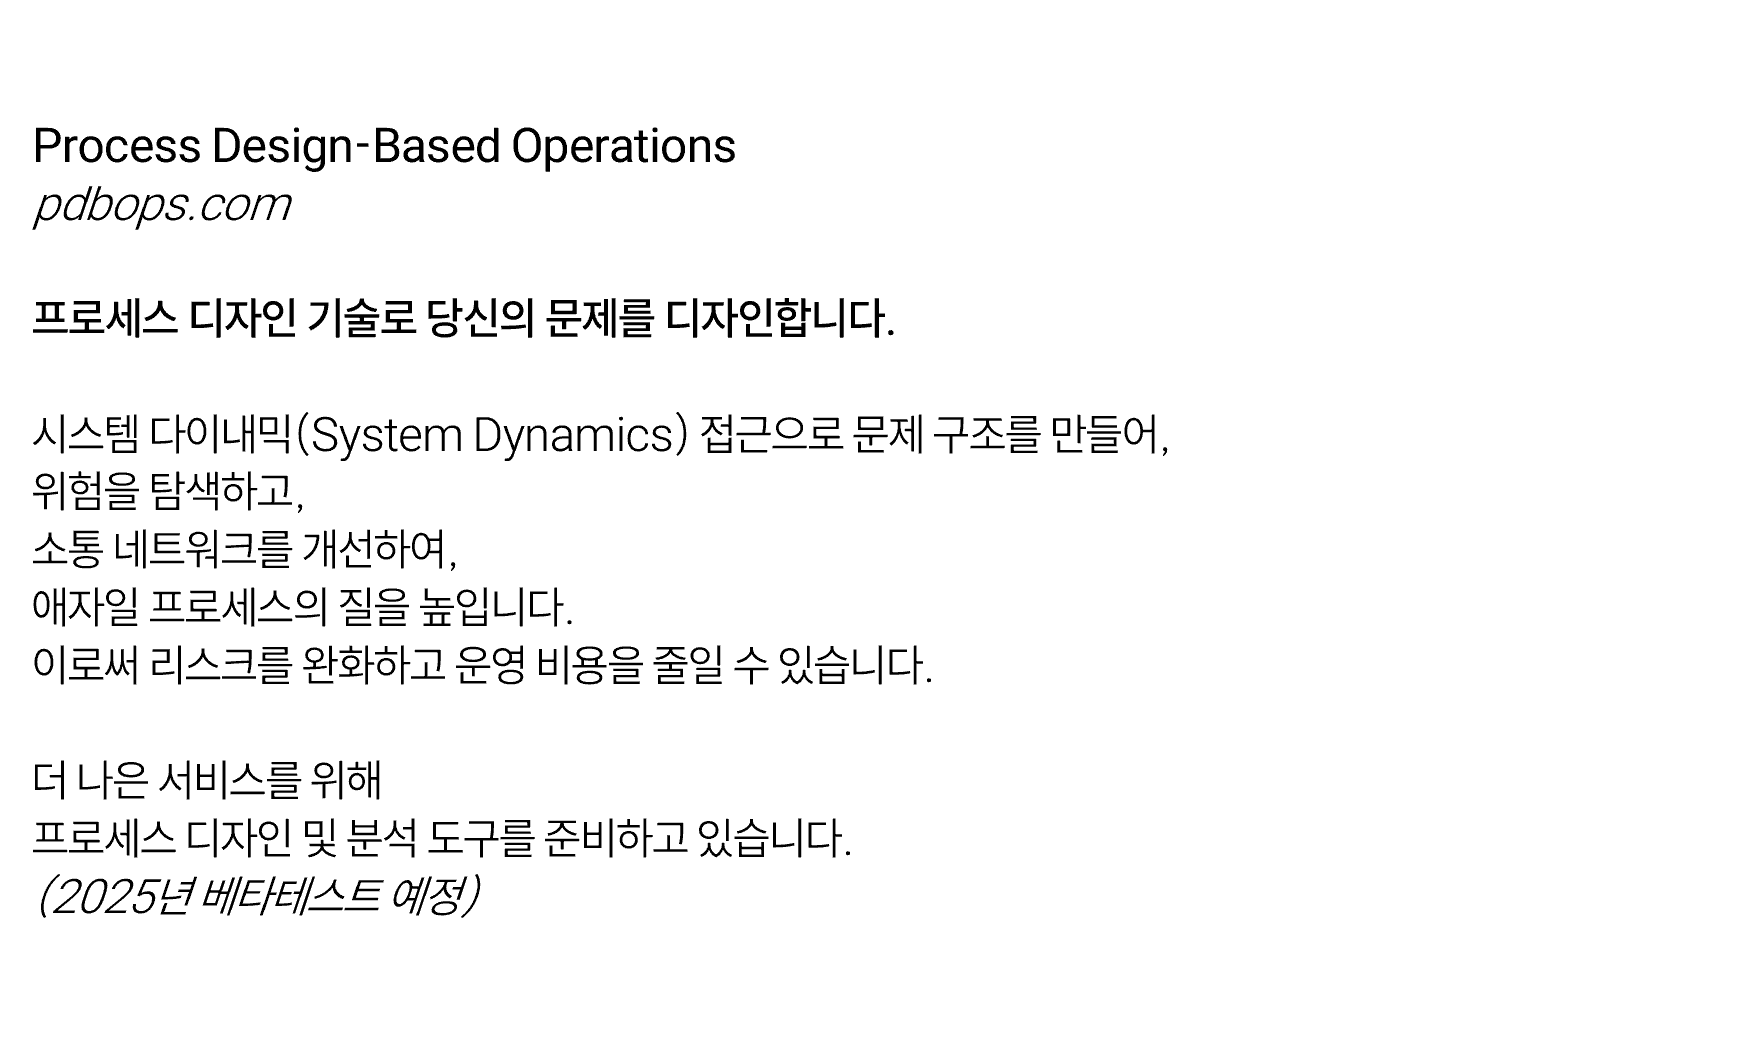 Process Design-Based Operations
pdbops.com
프로세스 디자인 기술로 당신의 문제를 디자인합니다.
시스템 다이내믹(System Dynamics) 접근으로 문제 구조를 만들어,
위험을 탐색하고,
소통 네트워크를 개선하여,
애자일 프로세스의 질을 높입니다.
이로써 리스크를 완화하고 운영 비용을 줄일 수 있습니다.
더 나은 서비스를 위해
프로세스 디자인 및 분석 도구를 준비하고 있습니다.
(2025년 베타테스트 예정)